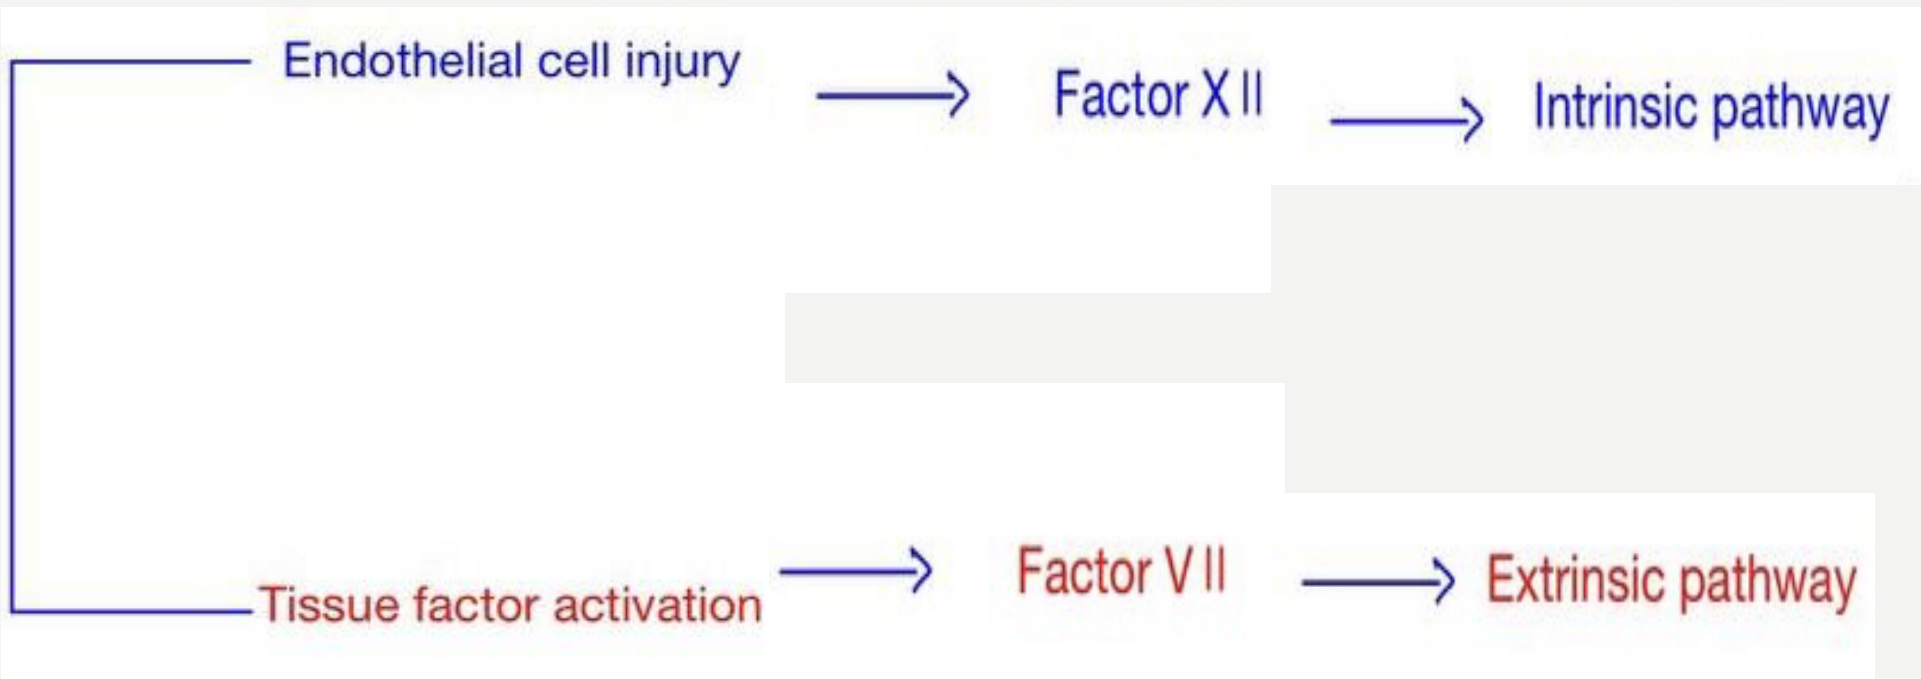 Endothelial cell injury → Factor XII → Intrinsic pathway
Tissue factor activation → Factor VII → Extrinsic pathway